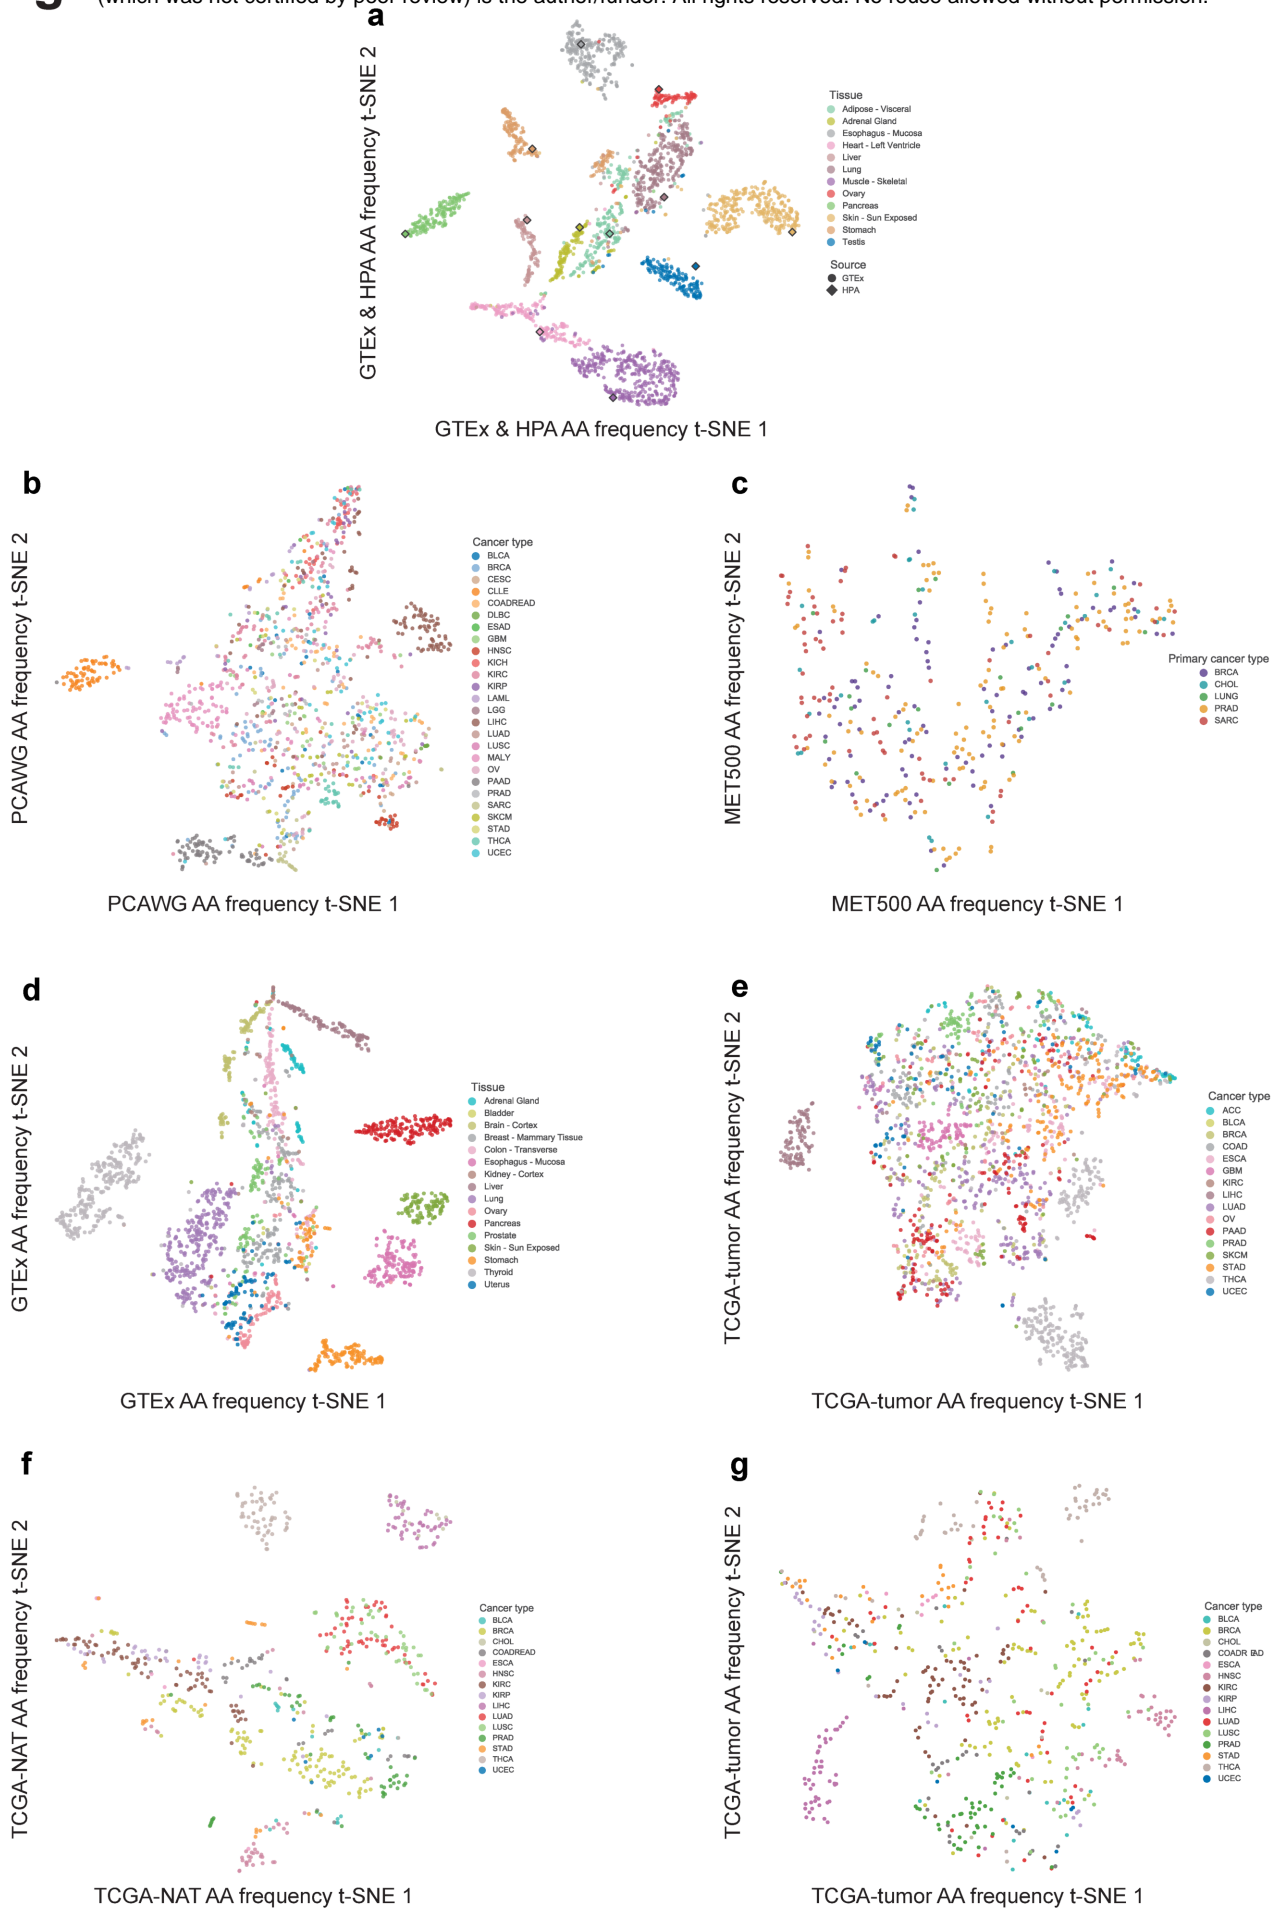 (which was not certified by peer review) is the author/funder. All rights reserved. No reuse allowed without permission.
a
GTEx & HPA AA frequency t-SNE 2
Tissue
Adipose - Visceral
Adrenal Gland
Esophagus - Mucosa
Heart - Left Ventricle
Liver
Lung
Muscle - Skeletal
Ovary
Pancreas
Skin - Sun Exposed
Stomach
Testis
Source
GTEx
HPA
GTEx & HPA AA frequency t-SNE 1
b
PCAWG AA frequency t-SNE 2
Cancer type
BLCA
BRCA
CESC
CLLE
COADREAD
DLBC
ESAD
GBM
HNSC
KICH
KIRC
KIRP
LAML
LGG
LIHC
LUAD
LUSC
MALY
OV
PAAD
PRAD
SARC
SKCM
STAD
THCA
UCEC
PCAWG AA frequency t-SNE 1
c
MET500 AA frequency t-SNE 2
Primary cancer type
BRCA
CHOL
LUNG
PRAD
SARC
MET500 AA frequency t-SNE 1
d
GTEx AA frequency t-SNE 2
Tissue
Adrenal Gland
Bladder
Brain - Cortex
Breast - Mammary Tissue
Colon - Transverse
Esophagus - Mucosa
Kidney - Cortex
Liver
Lung
Ovary
Pancreas
Prostate
Skin - Sun Exposed
Stomach
Thyroid
Uterus
GTEx AA frequency t-SNE 1
e
TCGA-tumor AA frequency t-SNE 2
Cancer type
ACC
BLCA
BRCA
COAD
ESCA
GBM
KIRC
LIHC
LUAD
OV
PAAD
PRAD
SKCM
STAD
THCA
UCEC
TCGA-tumor AA frequency t-SNE 1
f
TCGA-NAT AA frequency t-SNE 2
Cancer type
BLCA
BRCA
CHOL
COADREAD
ESCA
HNSC
KIRC
KIRP
LIHC
LUAD
LUSC
PRAD
STAD
THCA
UCEC
TCGA-NAT AA frequency t-SNE 1
g
TCGA-tumor AA frequency t-SNE 2
Cancer type
BLCA
BRCA
CHOL
COADREAD
ESCA
HNSC
KIRC
KIRP
LIHC
LUAD
LUSC
PRAD
STAD
THCA
UCEC
TCGA-tumor AA frequency t-SNE 1